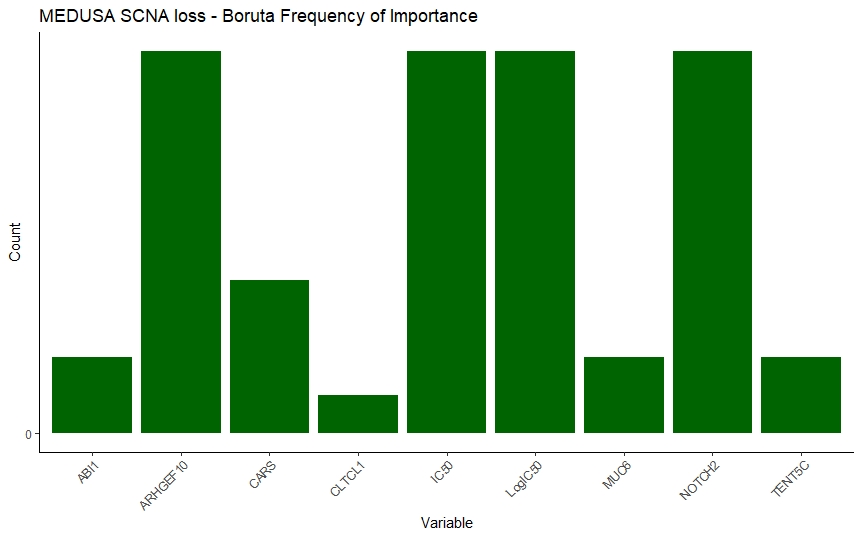 MEDUSA SCNA loss - Boruta Frequency of Importance
Count
0
ABI1
ARHGEF10
CARS
CLTCL1
IC50
LogIC50
MUC6
NOTCH2
TENT5C
Variable